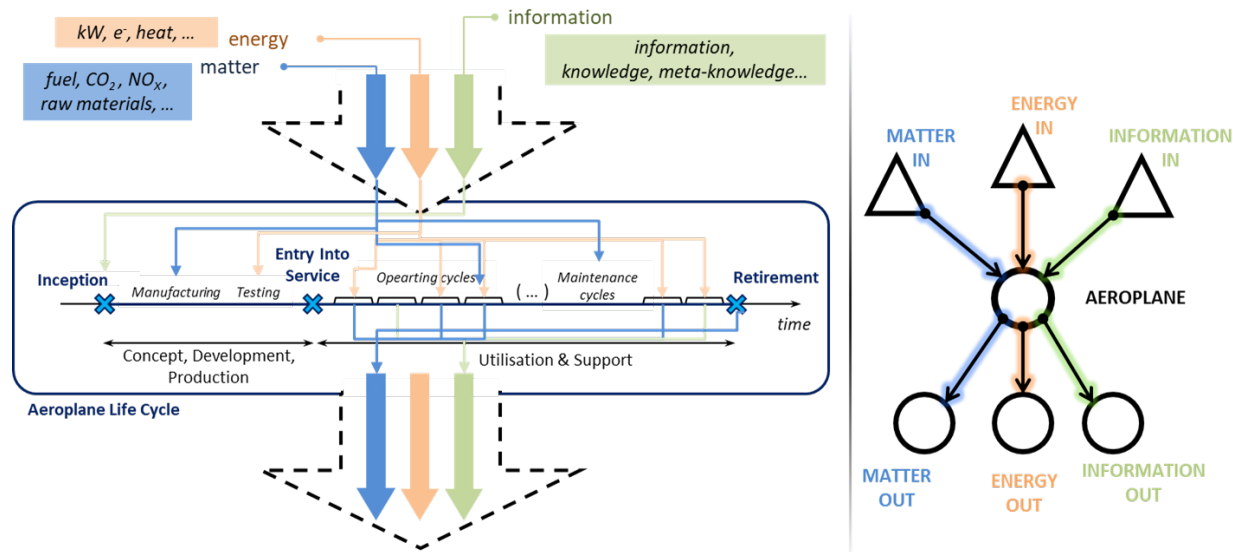 kW, e-, heat, ...
energy
information
matter
fuel, CO2, NOX,
raw materials, ...
information,
knowledge, meta-knowledge...
Inception
Manufacturing
Testing
Entry Into
Service
Opearting cycles
(...)
Maintenance
cycles
Retirement
time
Concept, Development,
Production
Utilisation & Support
Aeroplane Life Cycle
MATTER
IN
ENERGY
IN
INFORMATION
IN
AEROPLANE
MATTER
OUT
ENERGY
OUT
INFORMATION
OUT